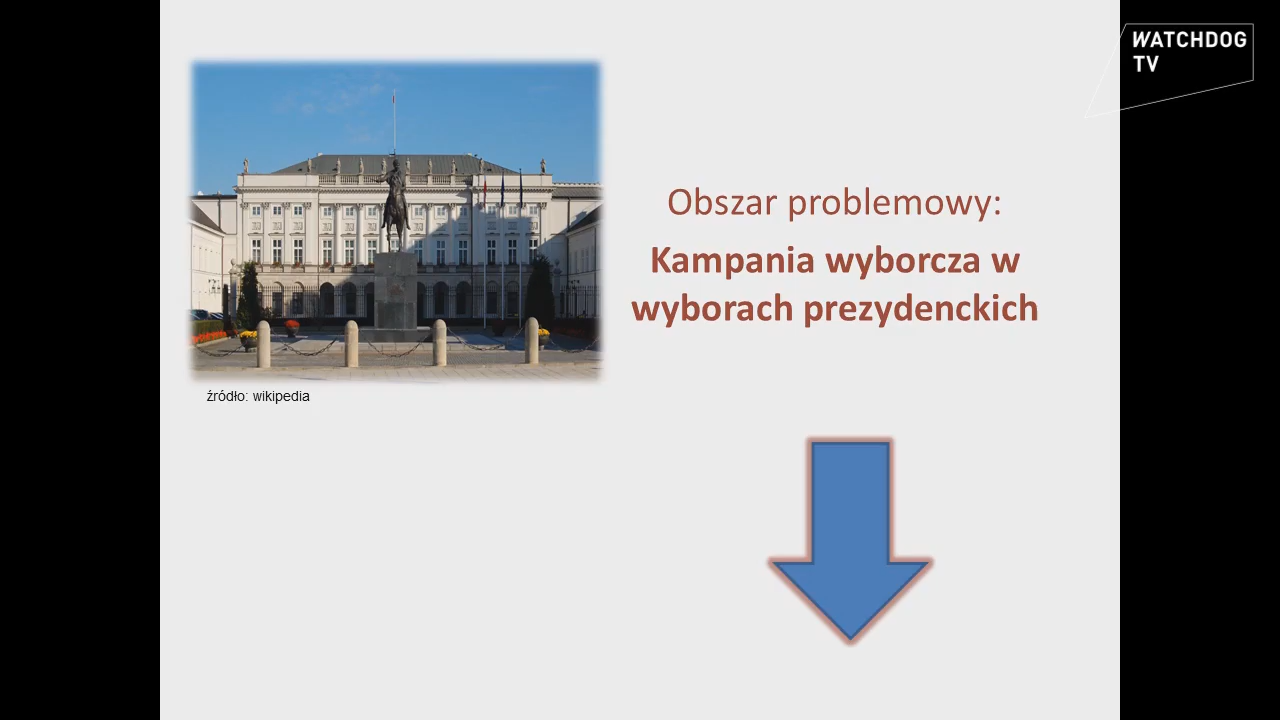 WATCHDOG
TV
Obszar problemowy:
Kampania wyborcza w
wyborach prezydenckich
źródło: wikipedia